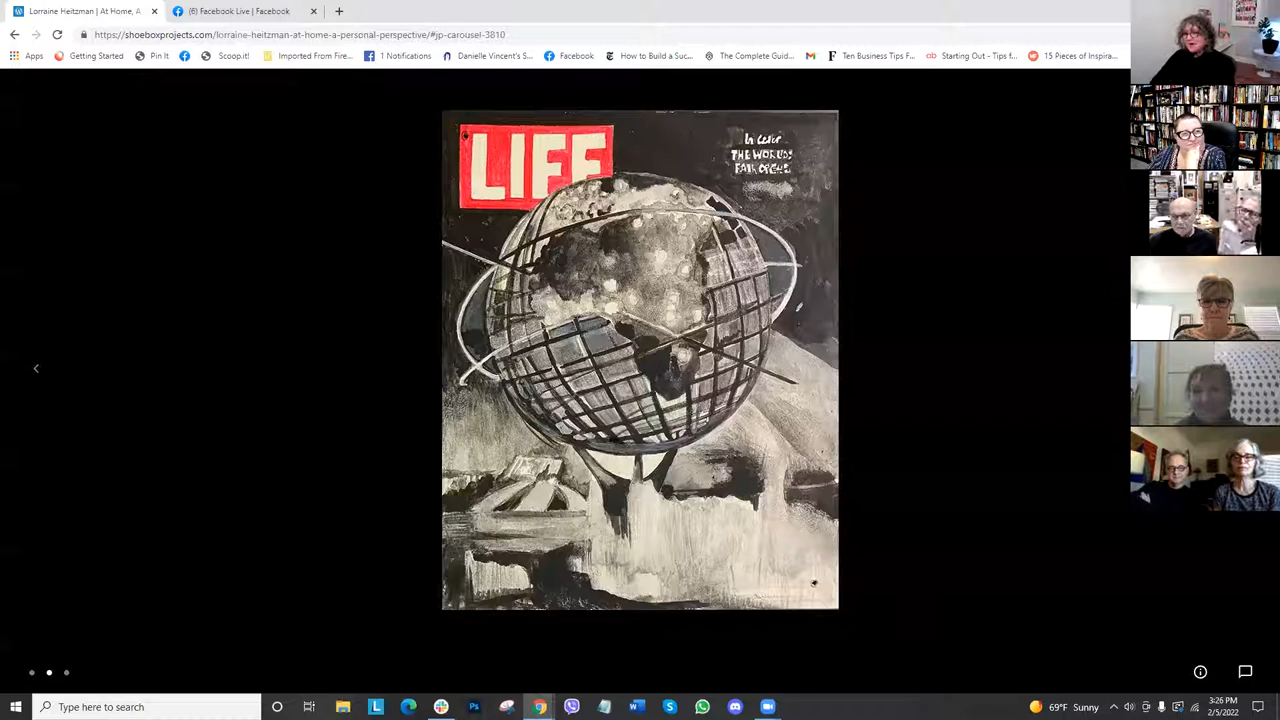 Lorraine Heitzman | At Home, A
(6) Facebook Live | Facebook
https://shoeboxprojects.com/lorraine-heitzman-at-home-a-personal-perspective/#jp-carousel-3810
Apps
Getting Started
Pin It
Scoop.it!
Imported From Fire...
1 Notifications
Danielle Vincent's S...
Facebook
How to Build a Suc...
The Complete Guid...
Ten Business Tips F...
Starting Out - Tips f...
15 Pieces of Inspira...
LIFE
In Color
THE WORLDS
FAIR OPENS
Type here to search
69°F Sunny
3:26 PM
2/5/2022